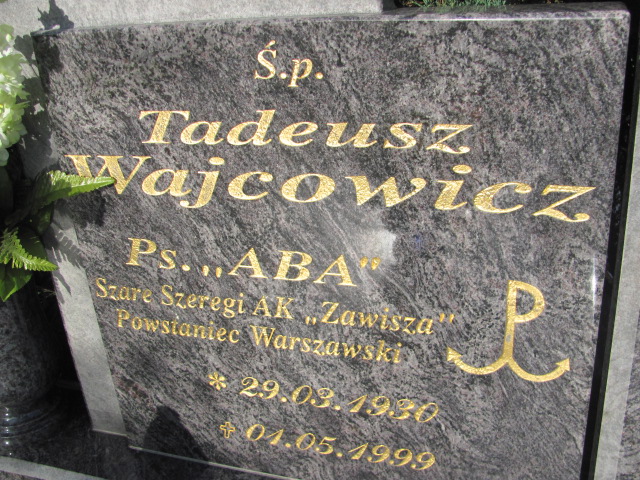 Ś.p.
Tadeusz
Wajcowicz
Ps. „ABA”
Szare Szeregi AK „Zawisza”
Powstaniec Warszawski
* 29.03.1930
✝ 01.05.1999